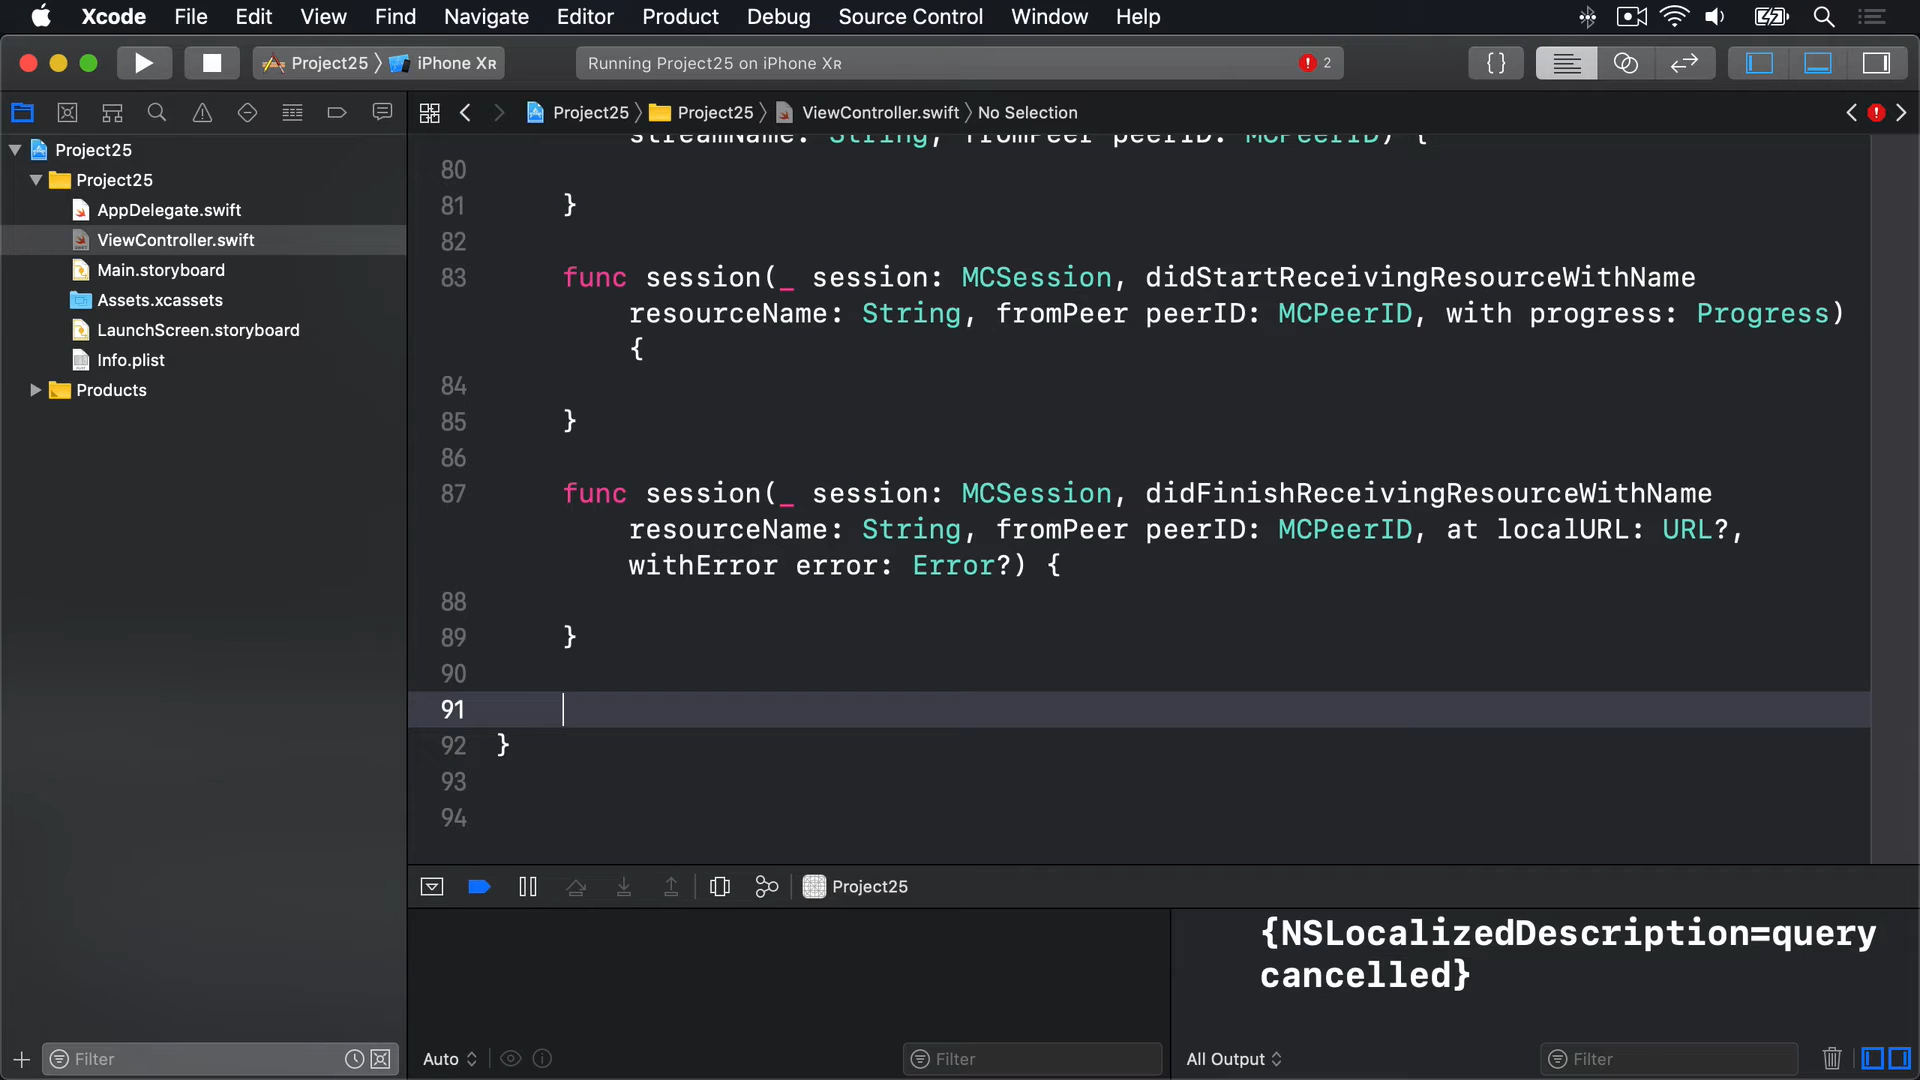 Xcode File Edit View Find Navigate Editor Product Debug Source Control Window Help
Project25 iPhone XR Running Project25 on iPhone XR 2
Project25 Project25 ViewController.swift No Selection
Project25
Project25
AppDelegate.swift
ViewController.swift
Main.storyboard
Assets.xcassets
LaunchScreen.storyboard
Info.plist
Products
streamName: String, fromPeer peerID: MCPeerID) {
80
81 }
82
83 func session(_ session: MCSession, didStartReceivingResourceWithName
resourceName: String, fromPeer peerID: MCPeerID, with progress: Progress)
{
84
85 }
86
87 func session(_ session: MCSession, didFinishReceivingResourceWithName
resourceName: String, fromPeer peerID: MCPeerID, at localURL: URL?,
withError error: Error?) {
88
89 }
90
91
92 }
93
94
Project25
{NSLocalizedDescription=query
cancelled}
Filter Auto Filter All Output Filter